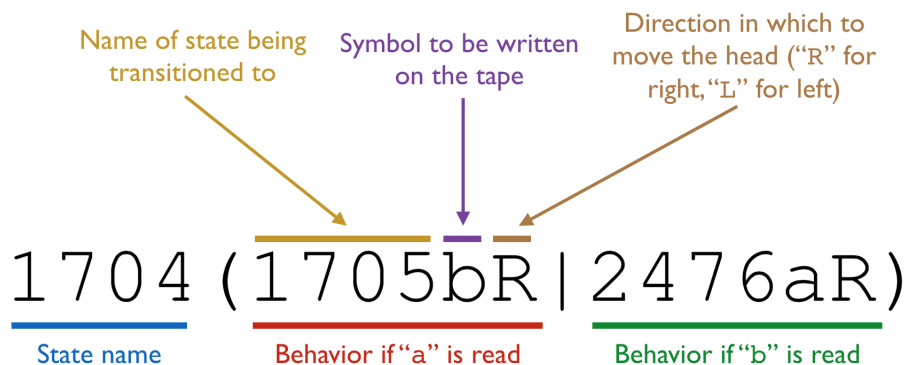 Name of state being
transitioned to
Symbol to be written
on the tape
Direction in which to
move the head (“R” for
right, “L” for left)
1704(1705bR|2476aR)
State name
Behavior if “a” is read
Behavior if “b” is read